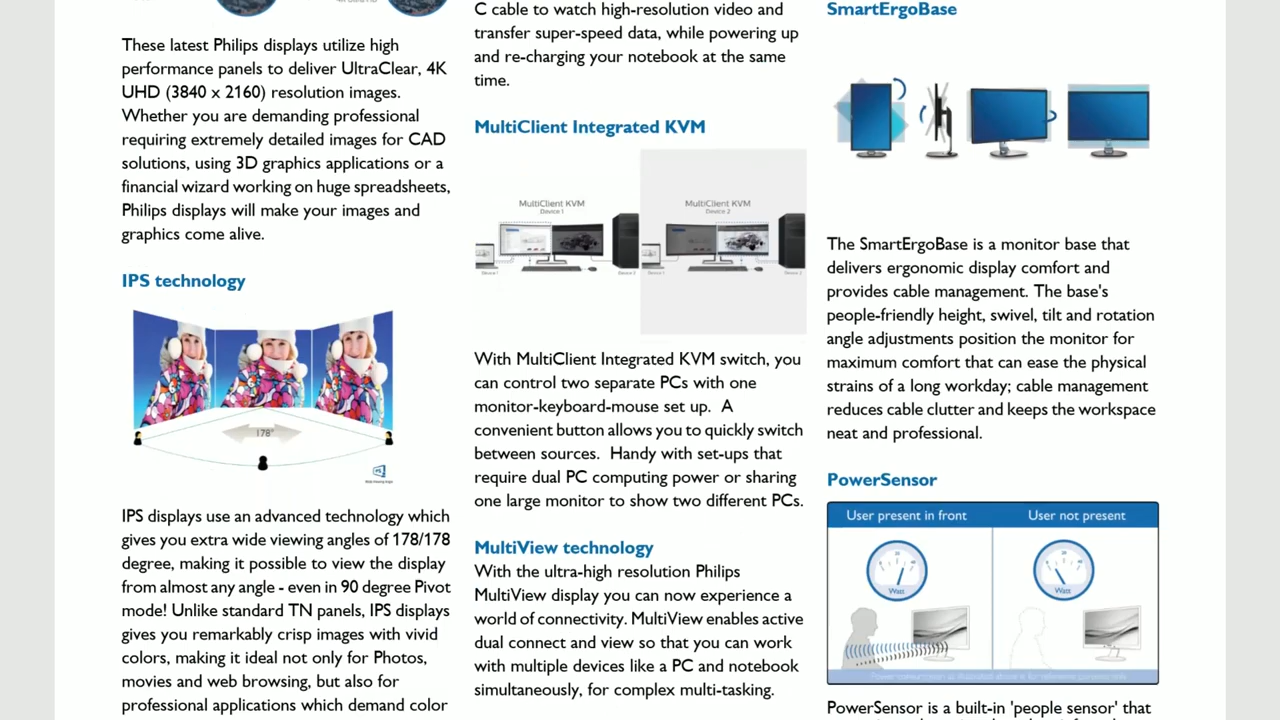 These latest Philips displays utilize high
performance panels to deliver UltraClear, 4K
UHD (3840 x 2160) resolution images.
Whether you are demanding professional
requiring extremely detailed images for CAD
solutions, using 3D graphics applications or a
financial wizard working on huge spreadsheets,
Philips displays will make your images and
graphics come alive.
IPS technology
178°
IPS displays use an advanced technology which
gives you extra wide viewing angles of 178/178
degree, making it possible to view the display
from almost any angle - even in 90 degree Pivot
mode! Unlike standard TN panels, IPS displays
gives you remarkably crisp images with vivid
colors, making it ideal not only for Photos,
movies and web browsing, but also for
professional applications which demand color
C cable to watch high-resolution video and
transfer super-speed data, while powering up
and re-charging your notebook at the same
time.
MultiClient Integrated KVM
MultiClient KVM
Device 1
MultiClient KVM
Device 2
With MultiClient Integrated KVM switch, you
can control two separate PCs with one
monitor-keyboard-mouse set up. A
convenient button allows you to quickly switch
between sources. Handy with set-ups that
require dual PC computing power or sharing
one large monitor to show two different PCs.
MultiView technology
With the ultra-high resolution Philips
MultiView display you can now experience a
world of connectivity. MultiView enables active
dual connect and view so that you can work
with multiple devices like a PC and notebook
simultaneously, for complex multi-tasking.
SmartErgoBase
The SmartErgoBase is a monitor base that
delivers ergonomic display comfort and
provides cable management. The base's
people-friendly height, swivel, tilt and rotation
angle adjustments position the monitor for
maximum comfort that can ease the physical
strains of a long workday; cable management
reduces cable clutter and keeps the workspace
neat and professional.
PowerSensor
User present in front
User not present
Watt
Watt
PowerSensor is a built-in 'people sensor' that